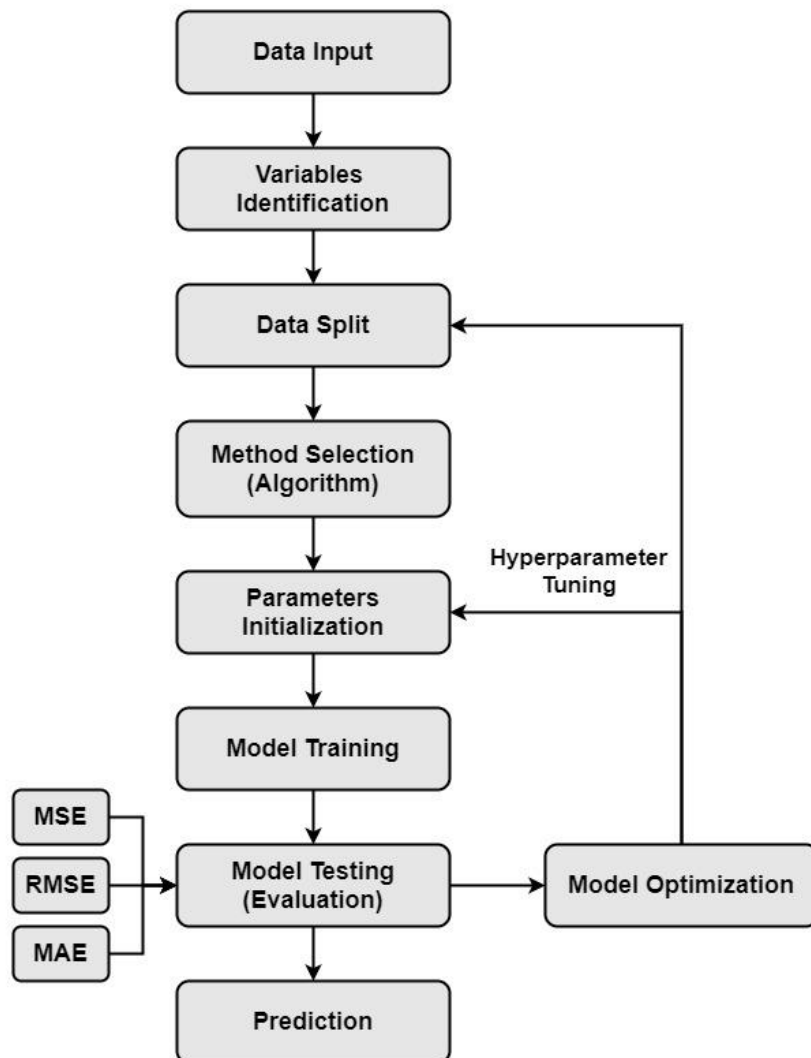 Data Input
Variables
Identification
Data Split
Method Selection
(Algorithm)
Hyperparameter
Tuning
Parameters
Initialization
Model Training
MSE
RMSE
MAE
Model Testing
(Evaluation)
Model Optimization
Prediction